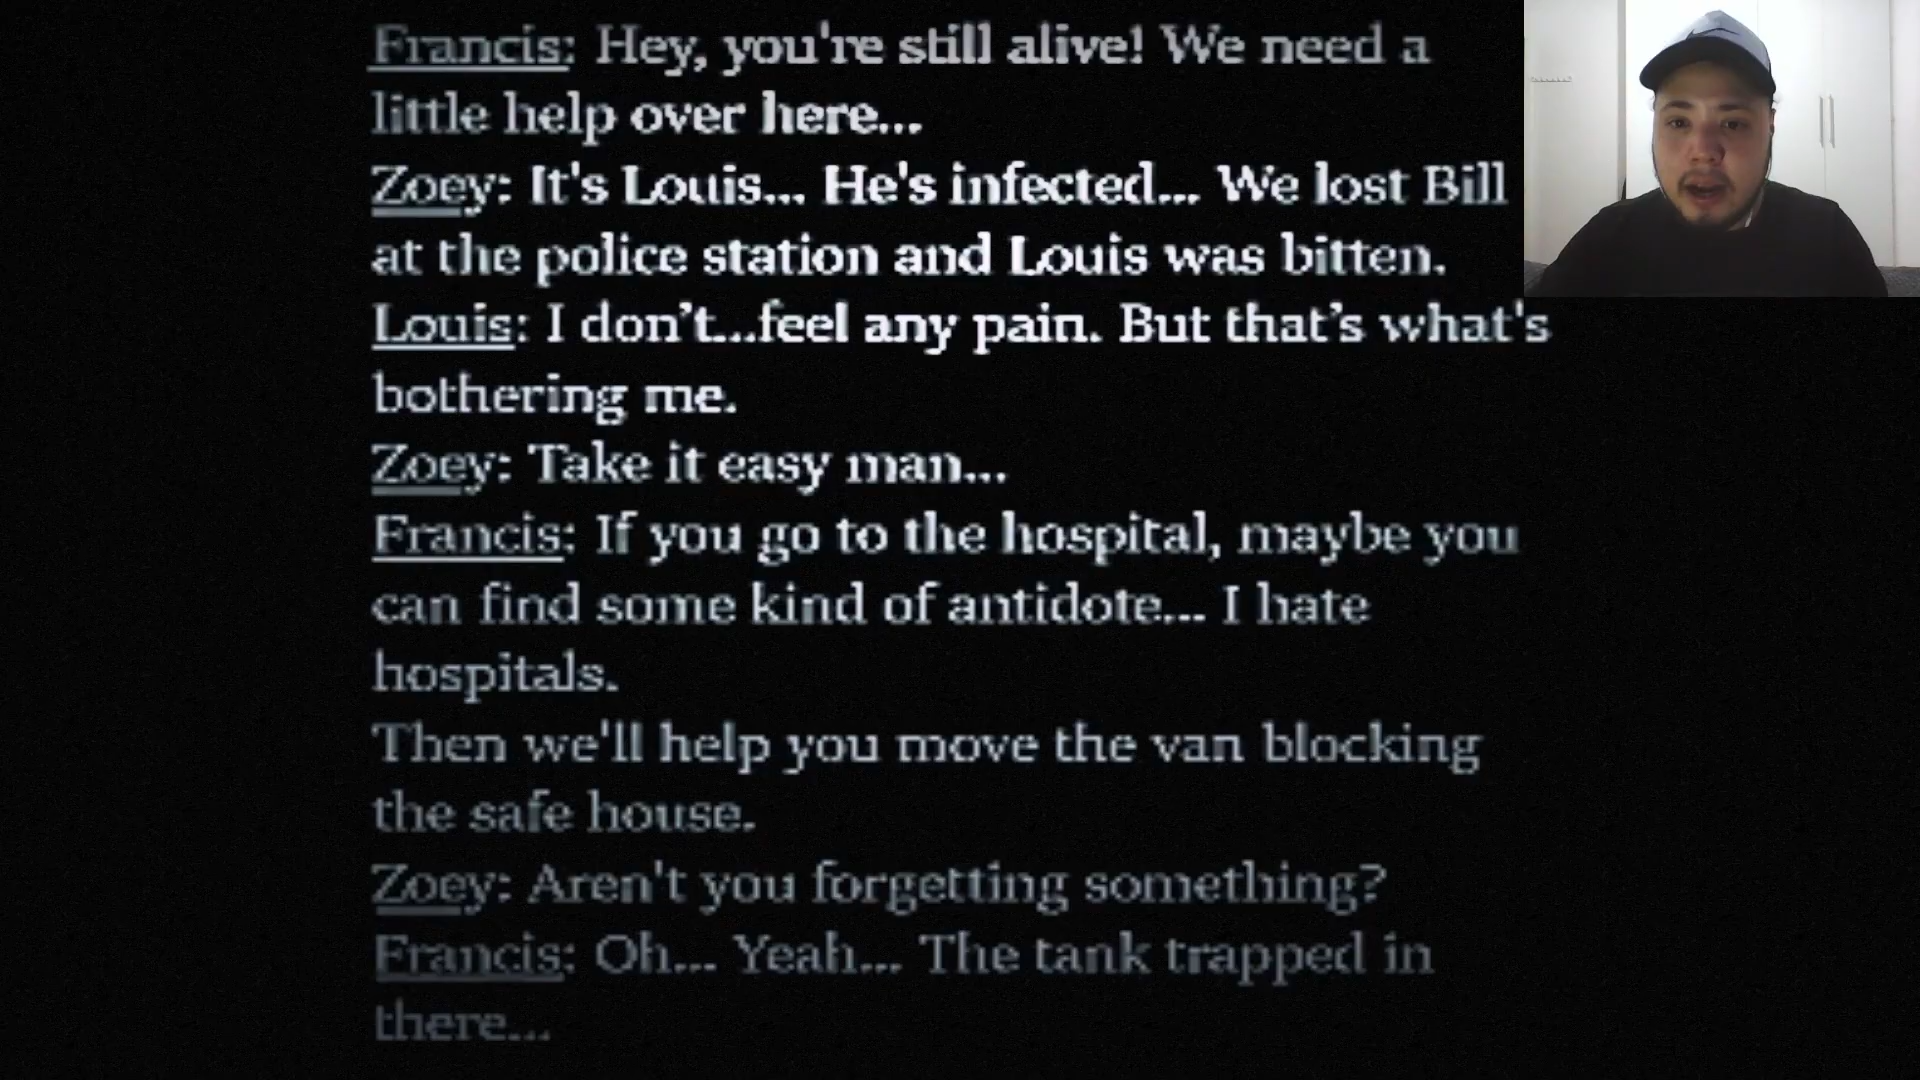 Francis: Hey, you're still alive! We need a
little help over here...
Zoey: It's Louis... He's infected... We lost Bill
at the police station and Louis was bitten.
Louis: I don’t...feel any pain. But that’s what's
bothering me.
Zoey: Take it easy man...
Francis: If you go to the hospital, maybe you
can find some kind of antidote... I hate
hospitals.
Then we'll help you move the van blocking
the safe house.
Zoey: Aren't you forgetting something?
Francis: Oh... Yeah... The tank trapped in
there...